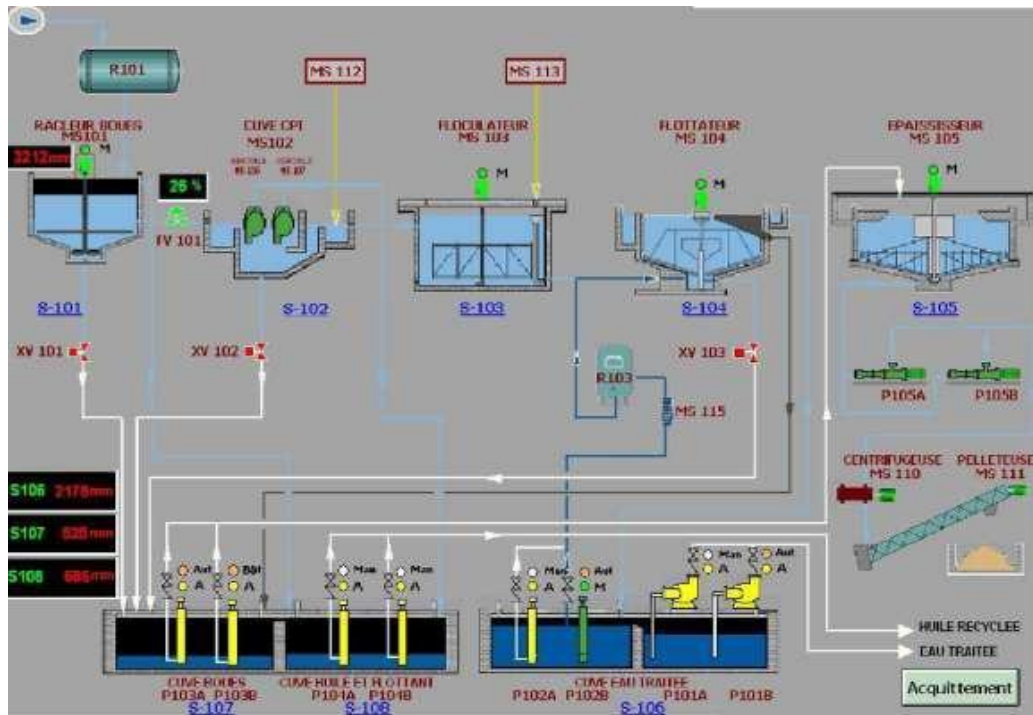 R101
MS 112
MS 113
RACLEUR BOUES
MS101
CUVE CPI
MS102
FLOCULATEUR
MS 103
FLOTTATEUR
MS 104
EPAISSISSEUR
MS 105
3212mm
M
M
M
M
26 %
FV 101
S-101
S-102
S-103
S-104
S-105
XV 101
XV 102
XV 103
R103
MS 115
P105A
P105B
CENTRIFUGEUSE
MS 110
PELLETEUSE
MS 111
S106 2178mm
S107
S108
Aut
A
A
Man
A
Man
A
Man
A
Aut
M
Man
A
Aut
A
HUILE RECYCLEE
EAU TRAITEE
CUVE BOUES
P103A P103B
S-107
CUVE HUILE ET FLOTTANT
P104A P104B
S-108
CUVE EAU TRAITEE
P102A P102B P101A P101B
S-106
Acquittement